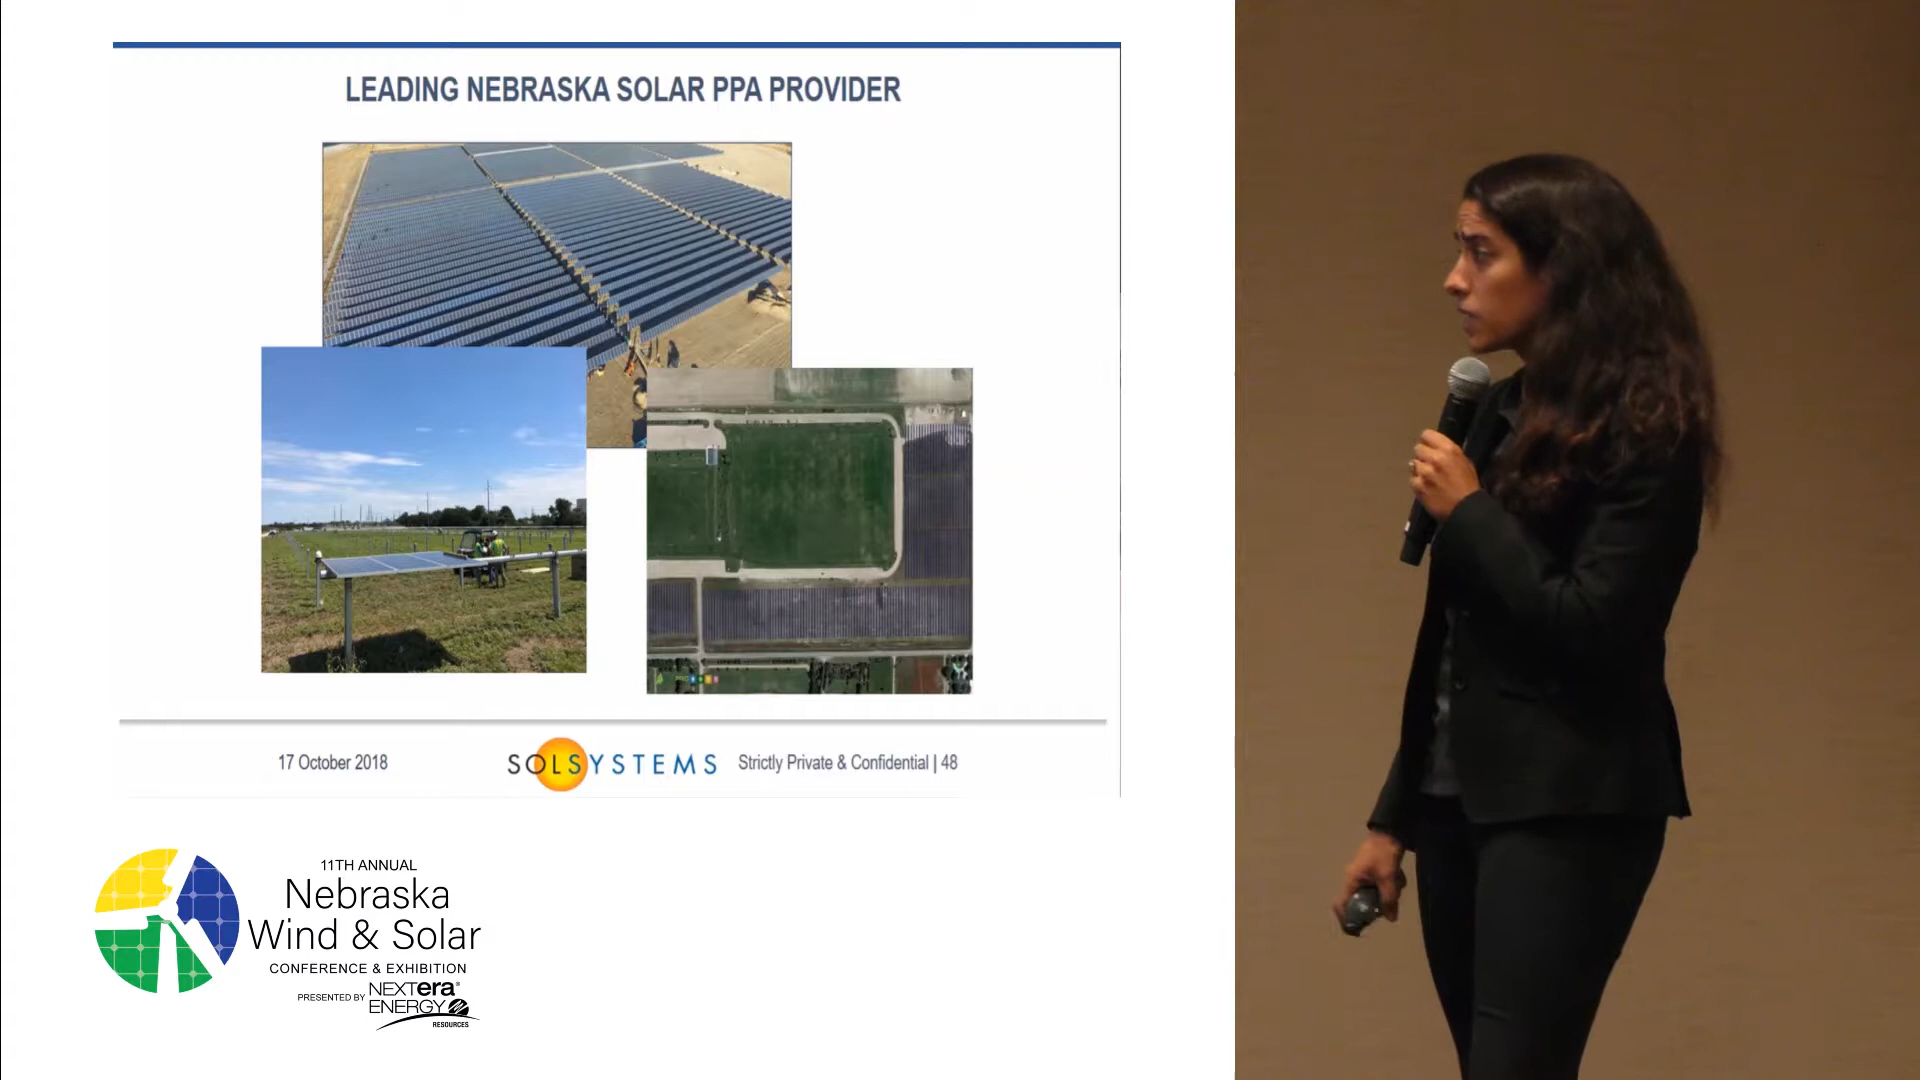 LEADING NEBRASKA SOLAR PPA PROVIDER
17 October 2018
SOLSYSTEMS
Strictly Private & Confidential | 48
11TH ANNUAL
Nebraska
Wind & Solar
CONFERENCE & EXHIBITION
PRESENTED BY
NEXTera®
ENERGY
RESOURCES